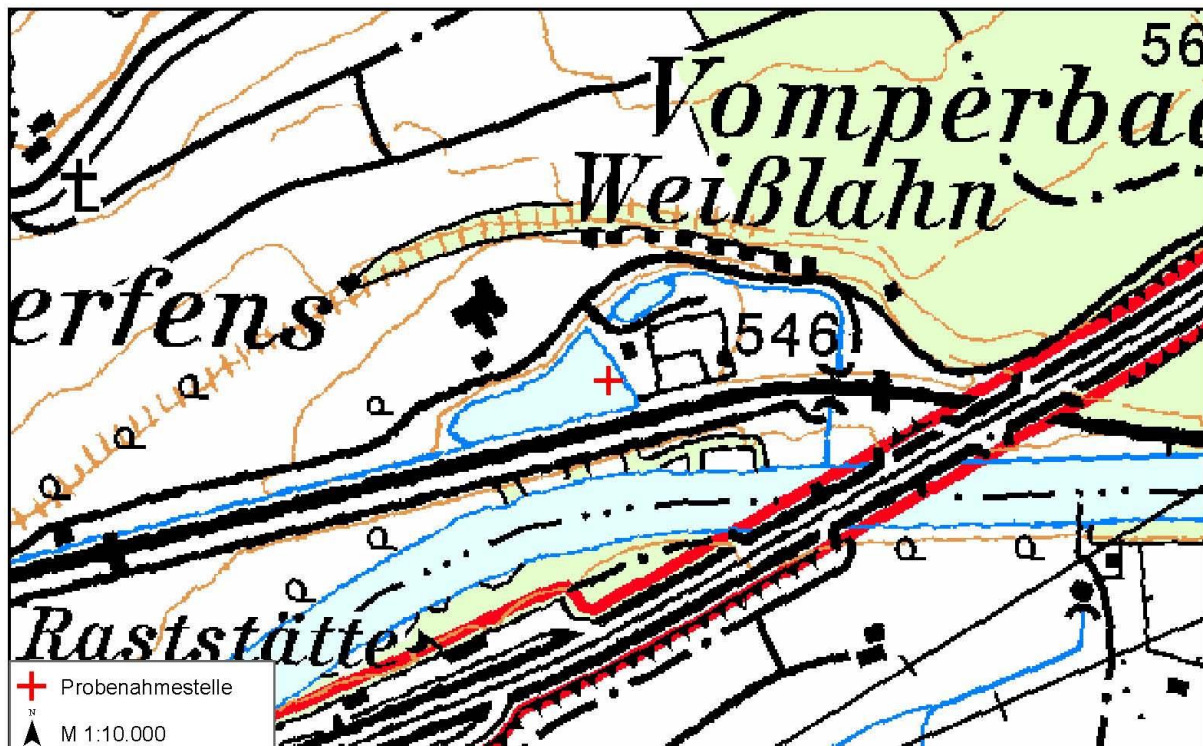 56
Vomperbac
Weißlahn
erfens
546
Raststätte
Probenahmestelle
N
M 1:10.000